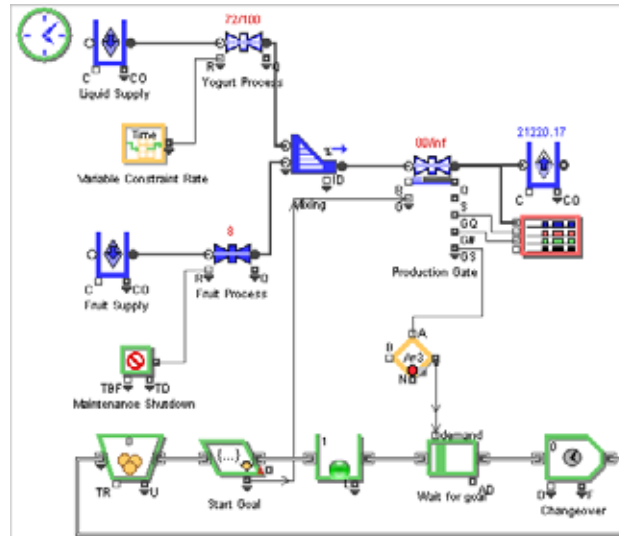 72/100
C
CO
R
Liquid Supply
Yogurt Process
Time
Variable Constraint Rate
00/inf
21220.17
ID
Mixing
C
CO
O
S
GQ
G#
GS
Production Gate
8
C
CO
R
O
Fruit Supply
Fruit Process
A
TBF
TD
N
Maintenance Shutdown
0
{...}
1
demand
0
TR
U
Start Goal
Wait for goal
AD
F
Changeover